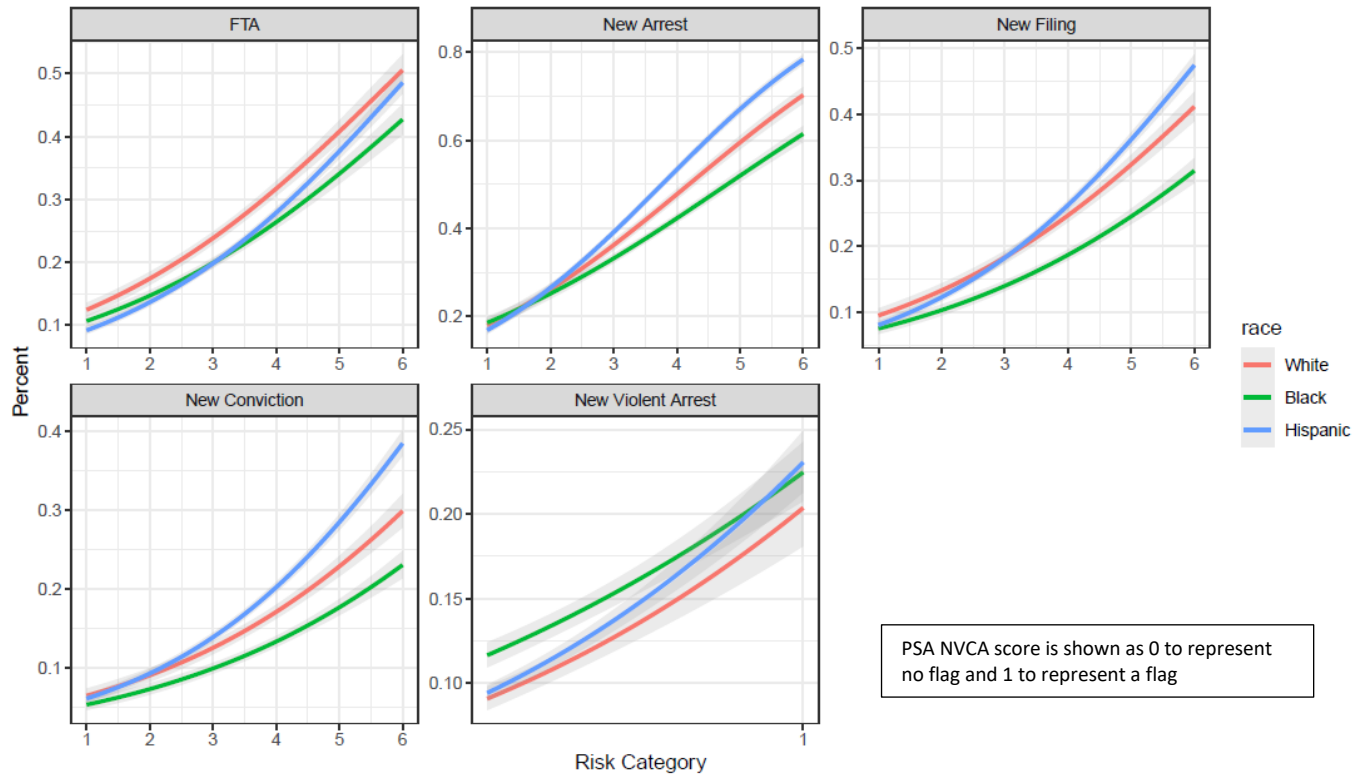 FTA
New Arrest
New Filing
0.5
0.4
0.3
0.2
0.1
1 2 3 4 5 6
0.8
0.6
0.4
0.2
1 2 3 4 5 6
0.5
0.4
0.3
0.2
0.1
1 2 3 4 5 6
Percent
New Conviction
New Violent Arrest
0.4
0.3
0.2
0.1
1 2 3 4 5 6
0.25
0.20
0.15
0.10
1
Risk Category
race
White
Black
Hispanic
PSA NVCA score is shown as 0 to represent
no flag and 1 to represent a flag